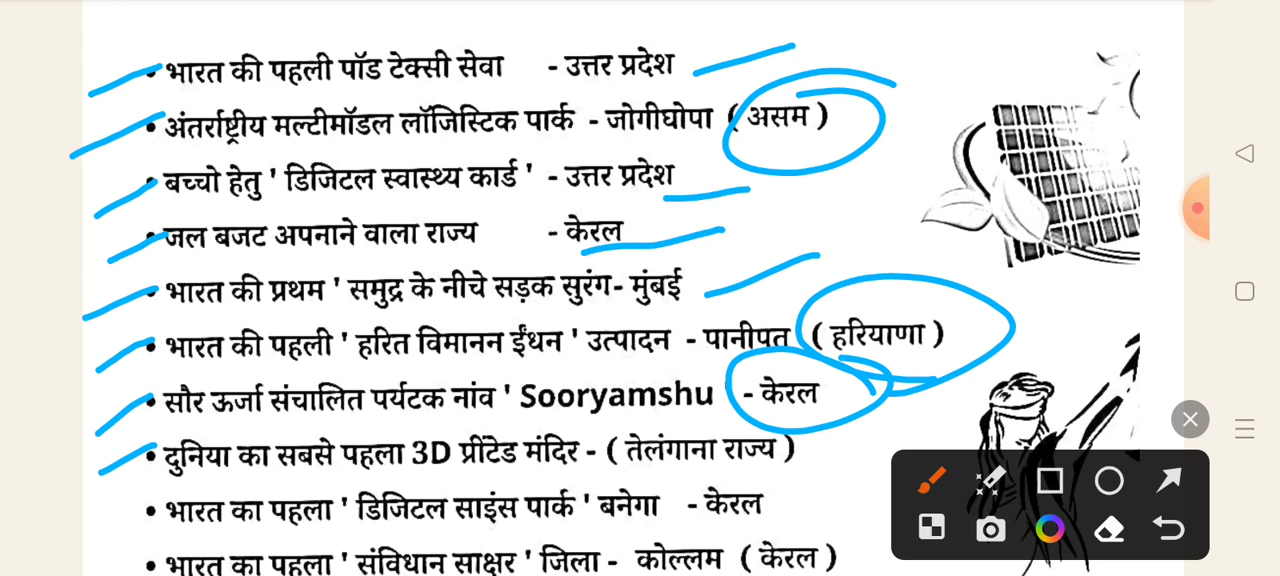 • भारत की पहली पॉड टेक्सी सेवा - उत्तर प्रदेश
• अंतर्राष्ट्रीय मल्टीमॉडल लॉजिस्टिक पार्क - जोगीघोपा ( असम )
• बच्चो हेतु ' डिजिटल स्वास्थ्य कार्ड ' - उत्तर प्रदेश
• जल बजट अपनाने वाला राज्य - केरल
• भारत की प्रथम ' समुद्र के नीचे सड़क सुरंग- मुंबई
• भारत की पहली ' हरित विमानन ईंधन ' उत्पादन - पानीपत ( हरियाणा )
• सौर ऊर्जा संचालित पर्यटक नांव ' Sooryamshu - केरल
• दुनिया का सबसे पहला 3D प्रींटेड मंदिर - ( तेलंगाना राज्य )
• भारत का पहला ' डिजिटल साइंस पार्क ' बनेगा - केरल
• भारत का पहला ' संविधान साक्षर ' जिला - कोल्लम ( केरल )